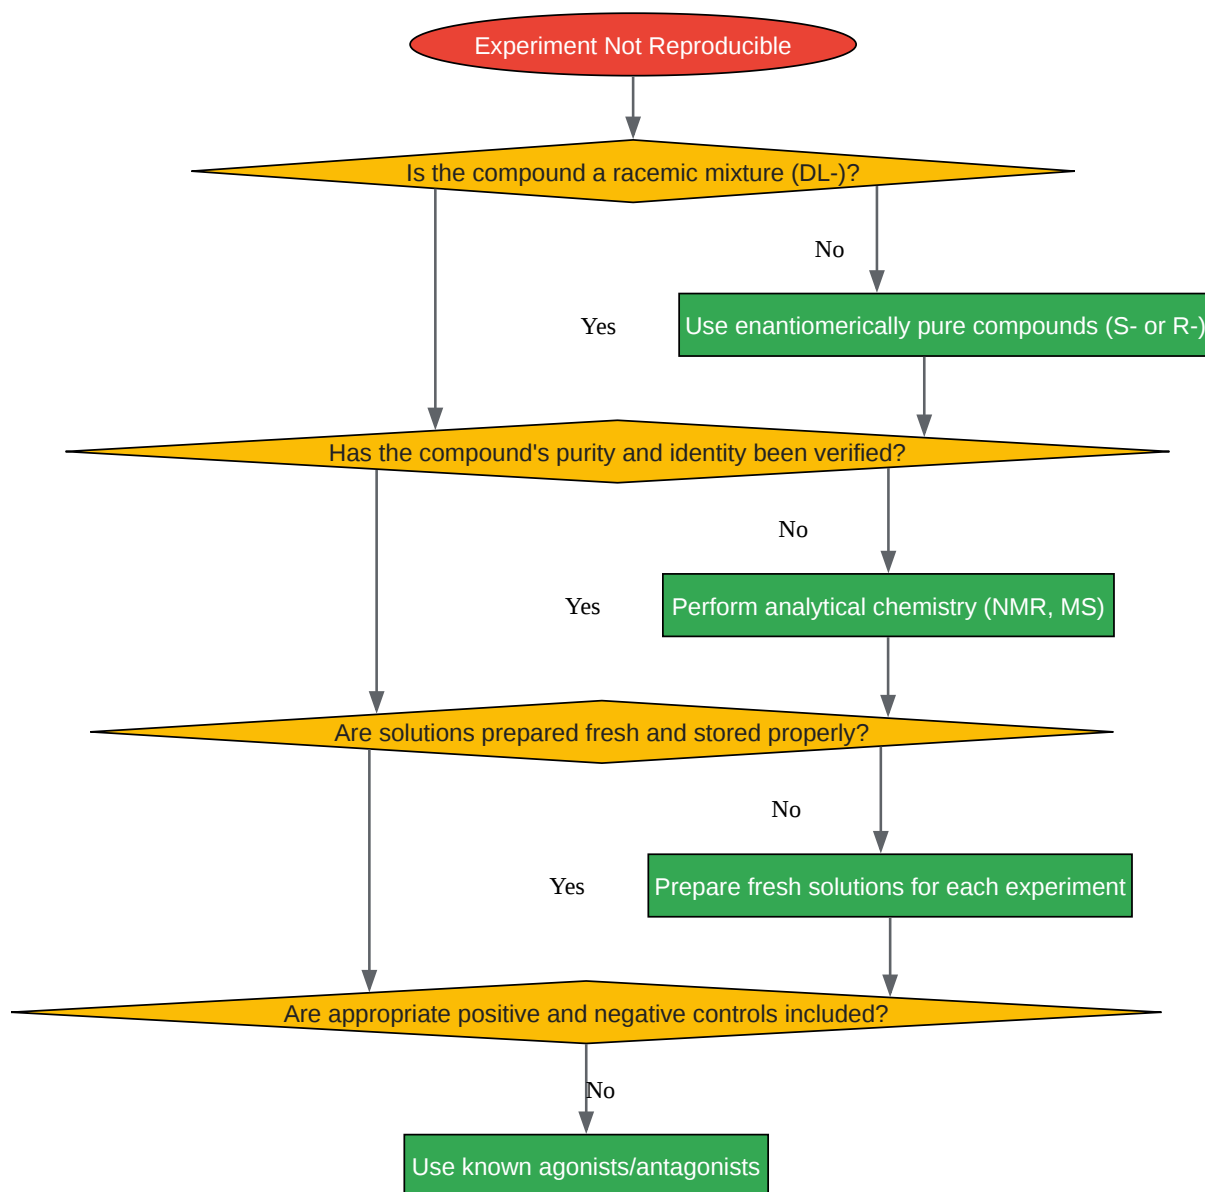 Experiment Not Reproducible
Is the compound a racemic mixture (DL-)?
No
Yes
Use enantiomerically pure compounds (S- or R-)
Has the compound's purity and identity been verified?
No
Yes
Perform analytical chemistry (NMR, MS)
Are solutions prepared fresh and stored properly?
No
Yes
Prepare fresh solutions for each experiment
Are appropriate positive and negative controls included?
No
Use known agonists/antagonists